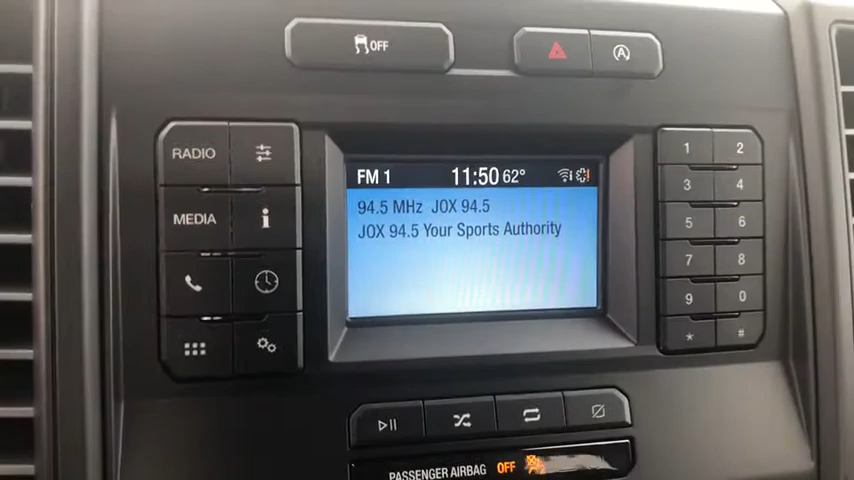 OFF
A
RADIO
MEDIA
FM 1 11:50 62°
94.5 MHz JOX 94.5
JOX 94.5 Your Sports Authority
1 2
3 4
5 6
7 8
9 0
* #
PASSENGER AIRBAG OFF